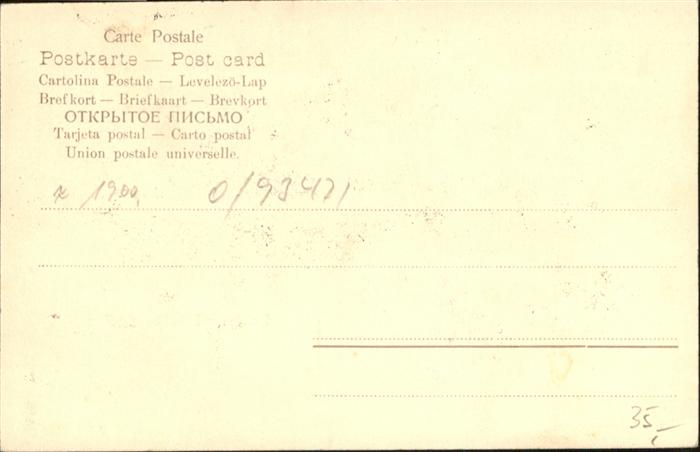 Carte Postale
Postkarte — Post card
Cartolina Postale — Levelező-Lap
Brefkort — Briefkaart — Brevkort
ОТКРЫТОЕ ПИСЬМО
Tarjeta postal — Carto postal
Union postale universelle.
1900 0/93471
35,-